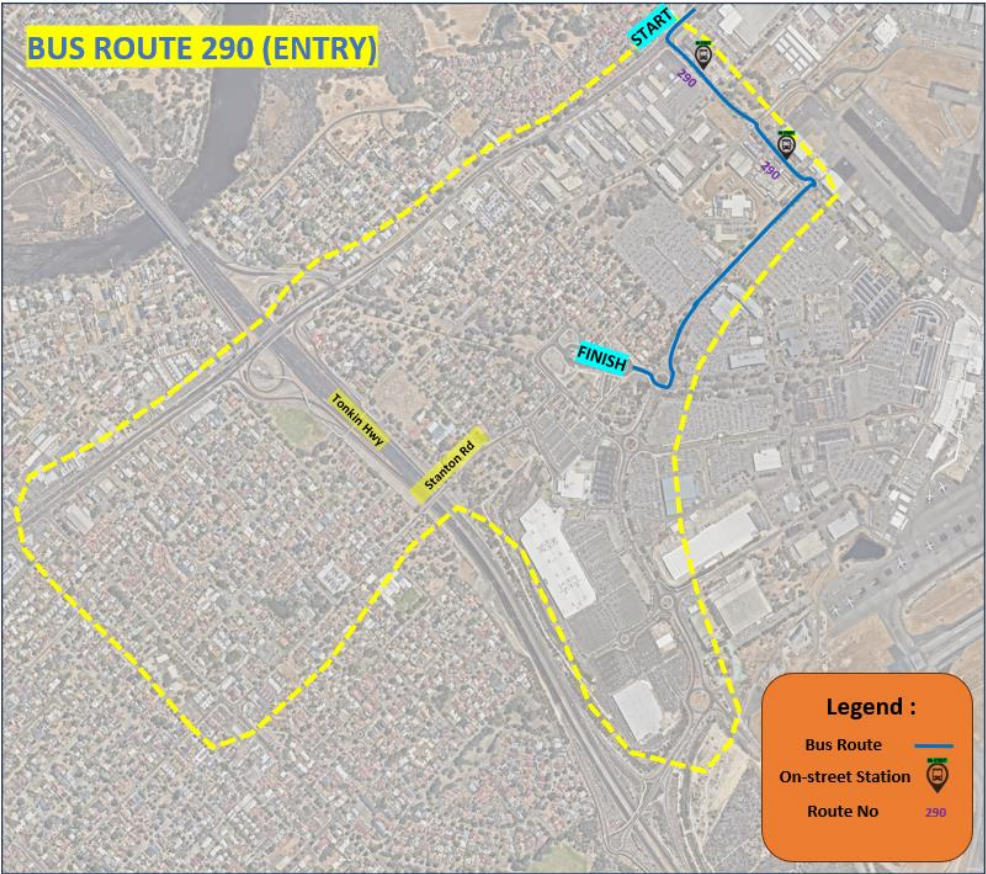 BUS ROUTE 290 (ENTRY)
START
290
290
FINISH
Tonkin Hwy
Stanton Rd
Legend :
Bus Route
On-street Station
Route No
290